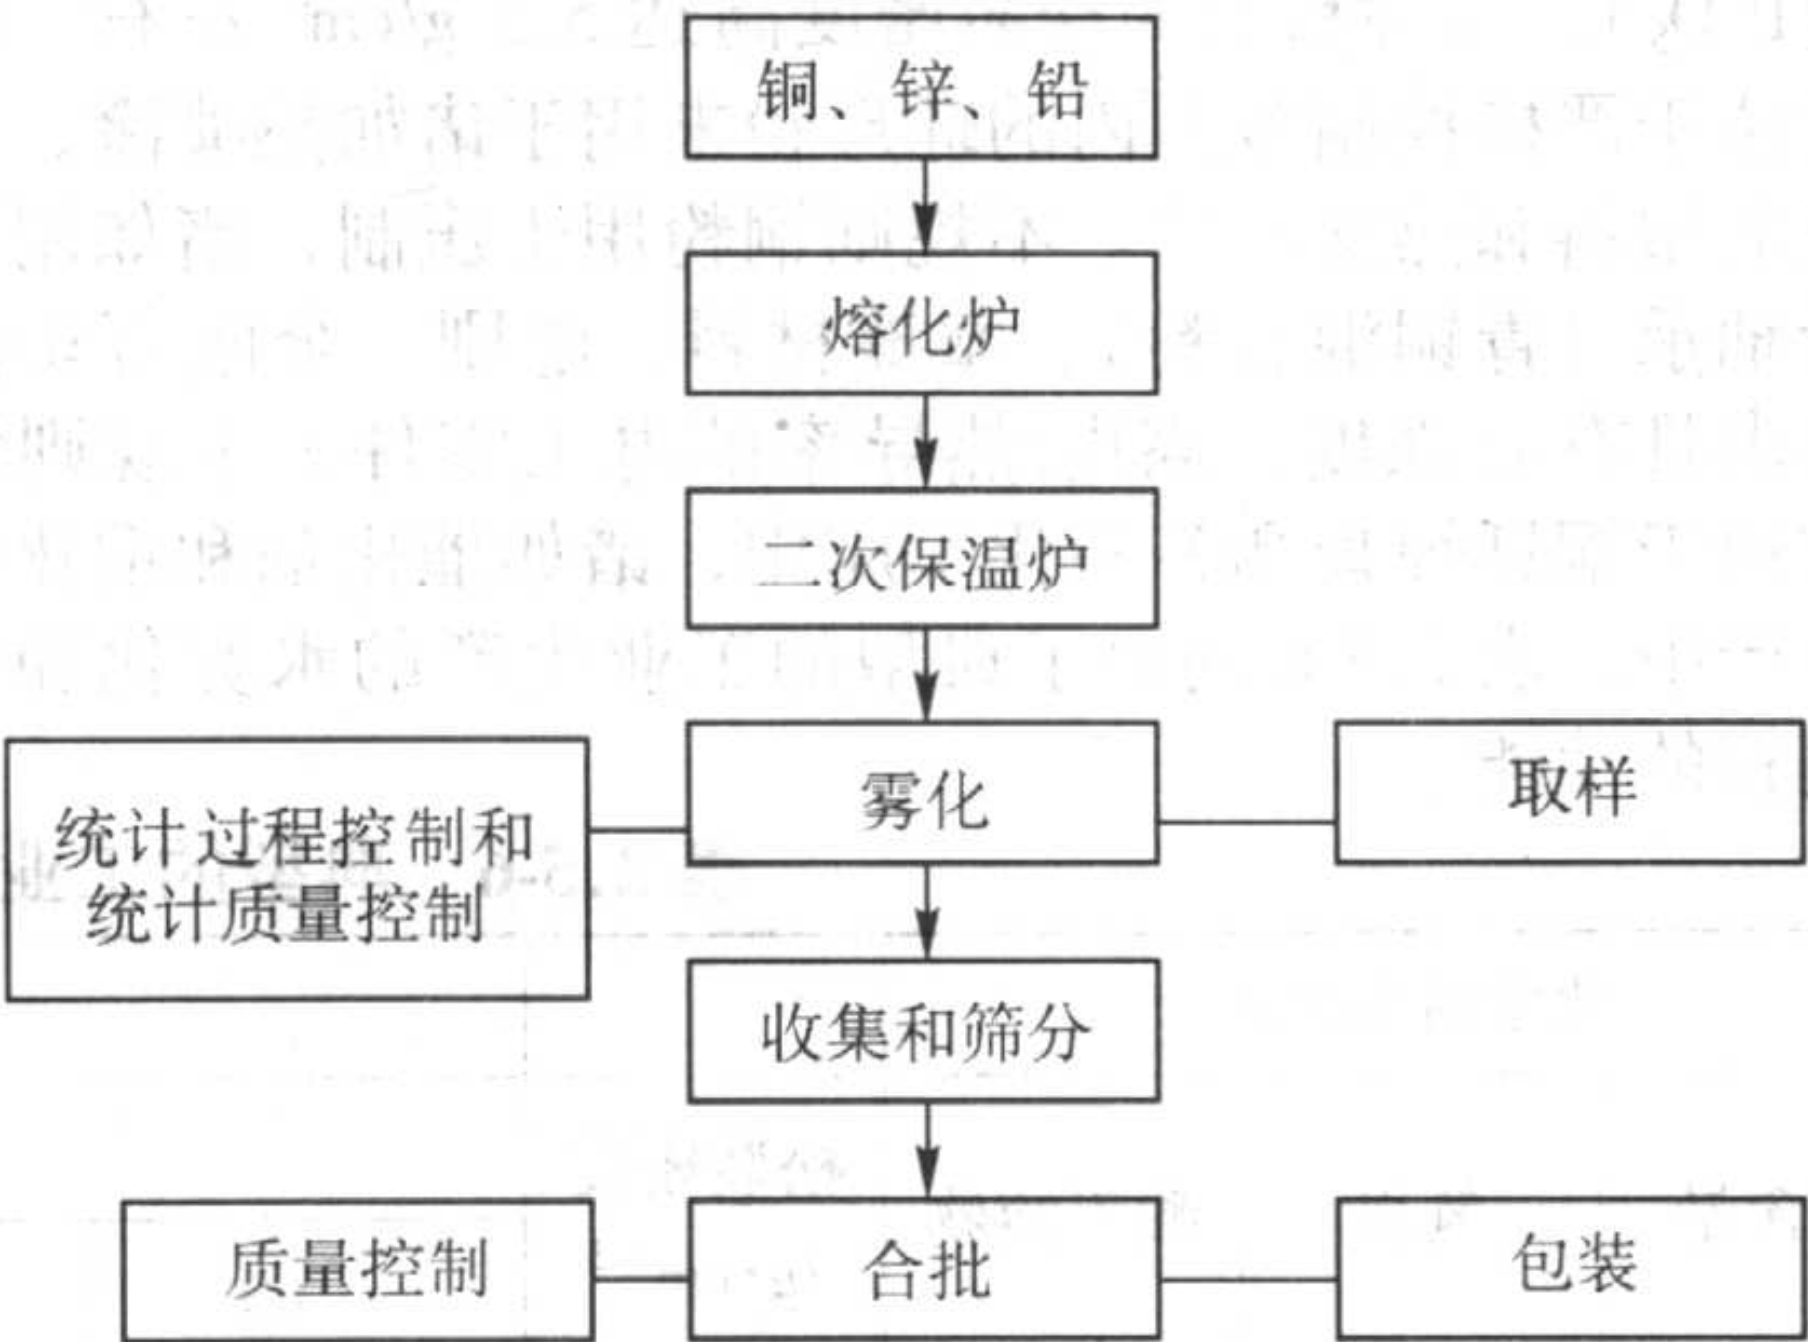 铜、锌、铅
熔化炉
二次保温炉
雾化
取样
统计过程控制和
统计质量控制
收集和筛分
质量控制
合批
包装